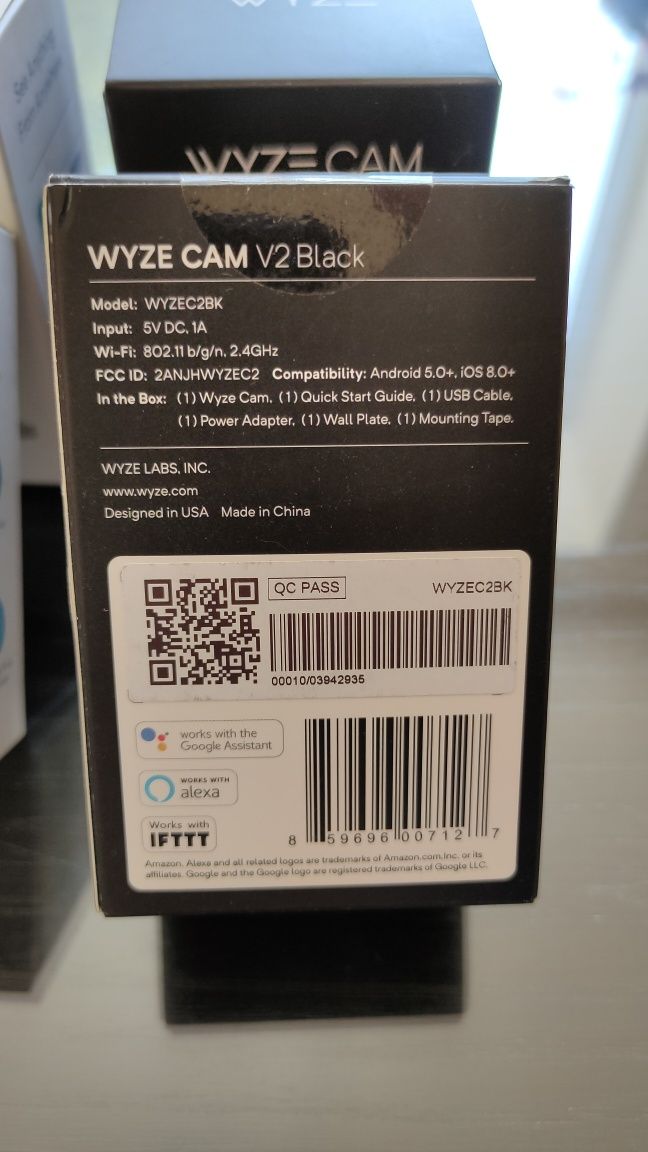 WYZE
See Anything
WYZE CAM
WYZE CAM V2 Black
Model: WYZEC2BK
Input: 5V DC, 1A
Wi-Fi: 802.11 b/g/n, 2.4GHz
FCC ID: 2ANJHWYZEC2 Compatibility: Android 5.0+, iOS 8.0+
In the Box: (1) Wyze Cam, (1) Quick Start Guide, (1) USB Cable,
(1) Power Adapter, (1) Wall Plate, (1) Mounting Tape.
WYZE LABS, INC.
www.wyze.com
Designed in USA Made in China
QC PASS WYZEC2BK
00010/03942935
works with the
Google Assistant
WORKS WITH
alexa
Works with
IFTTT
8 59696 00712 7
Amazon, Alexa and all related logos are trademarks of Amazon.com,Inc. or its
affiliates. Google and the Google logo are registered trademarks of Google LLC.